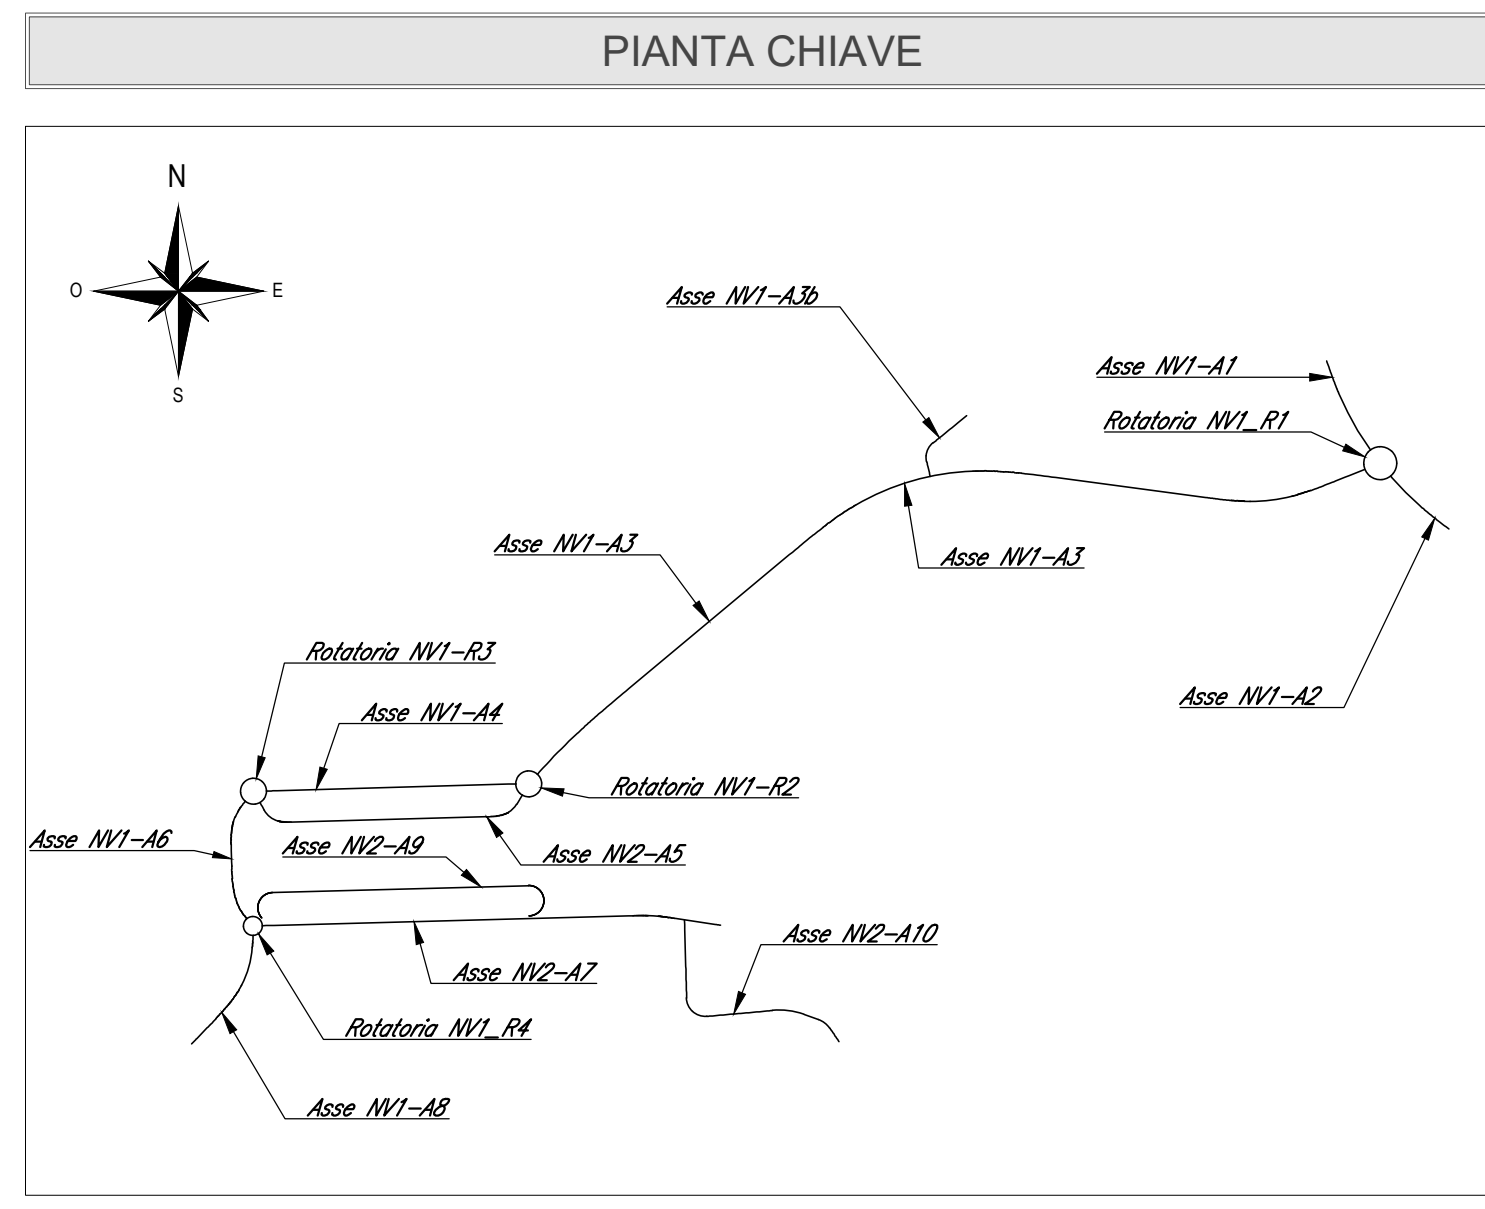 PIANTA CHIAVE
N
O
E
S
Asse NV1-A3b
Asse NV1-A1
Rotatoria NV1_R1
Asse NV1-A3
Asse NV1-A3
Rotatoria NV1-R3
Asse NV1-A2
Asse NV1-A4
Rotatoria NV1-R2
Asse NV1-A6
Asse NV2-A9
Asse NV2-A5
Asse NV2-A10
Asse NV2-A7
Rotatoria NV1_R4
Asse NV1-A8